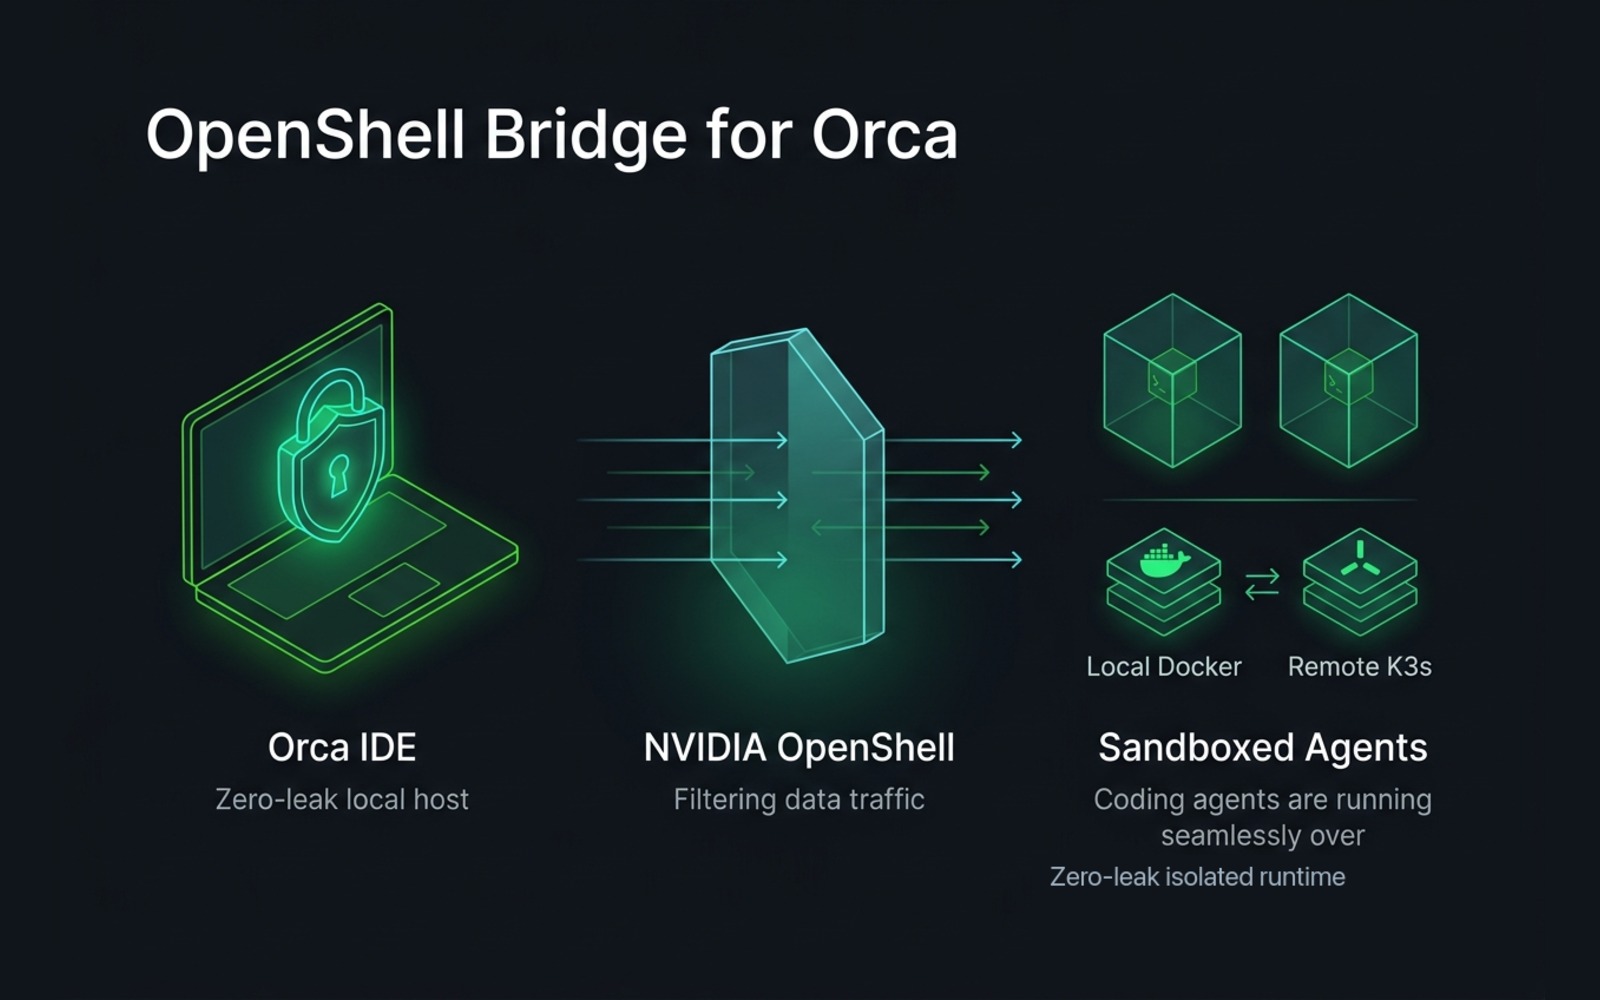 OpenShell Bridge for Orca
Local Docker
Remote K3s
Orca IDE
Zero-leak local host
NVIDIA OpenShell
Filtering data traffic
Sandboxed Agents
Coding agents are running
seamlessly over
Zero-leak isolated runtime